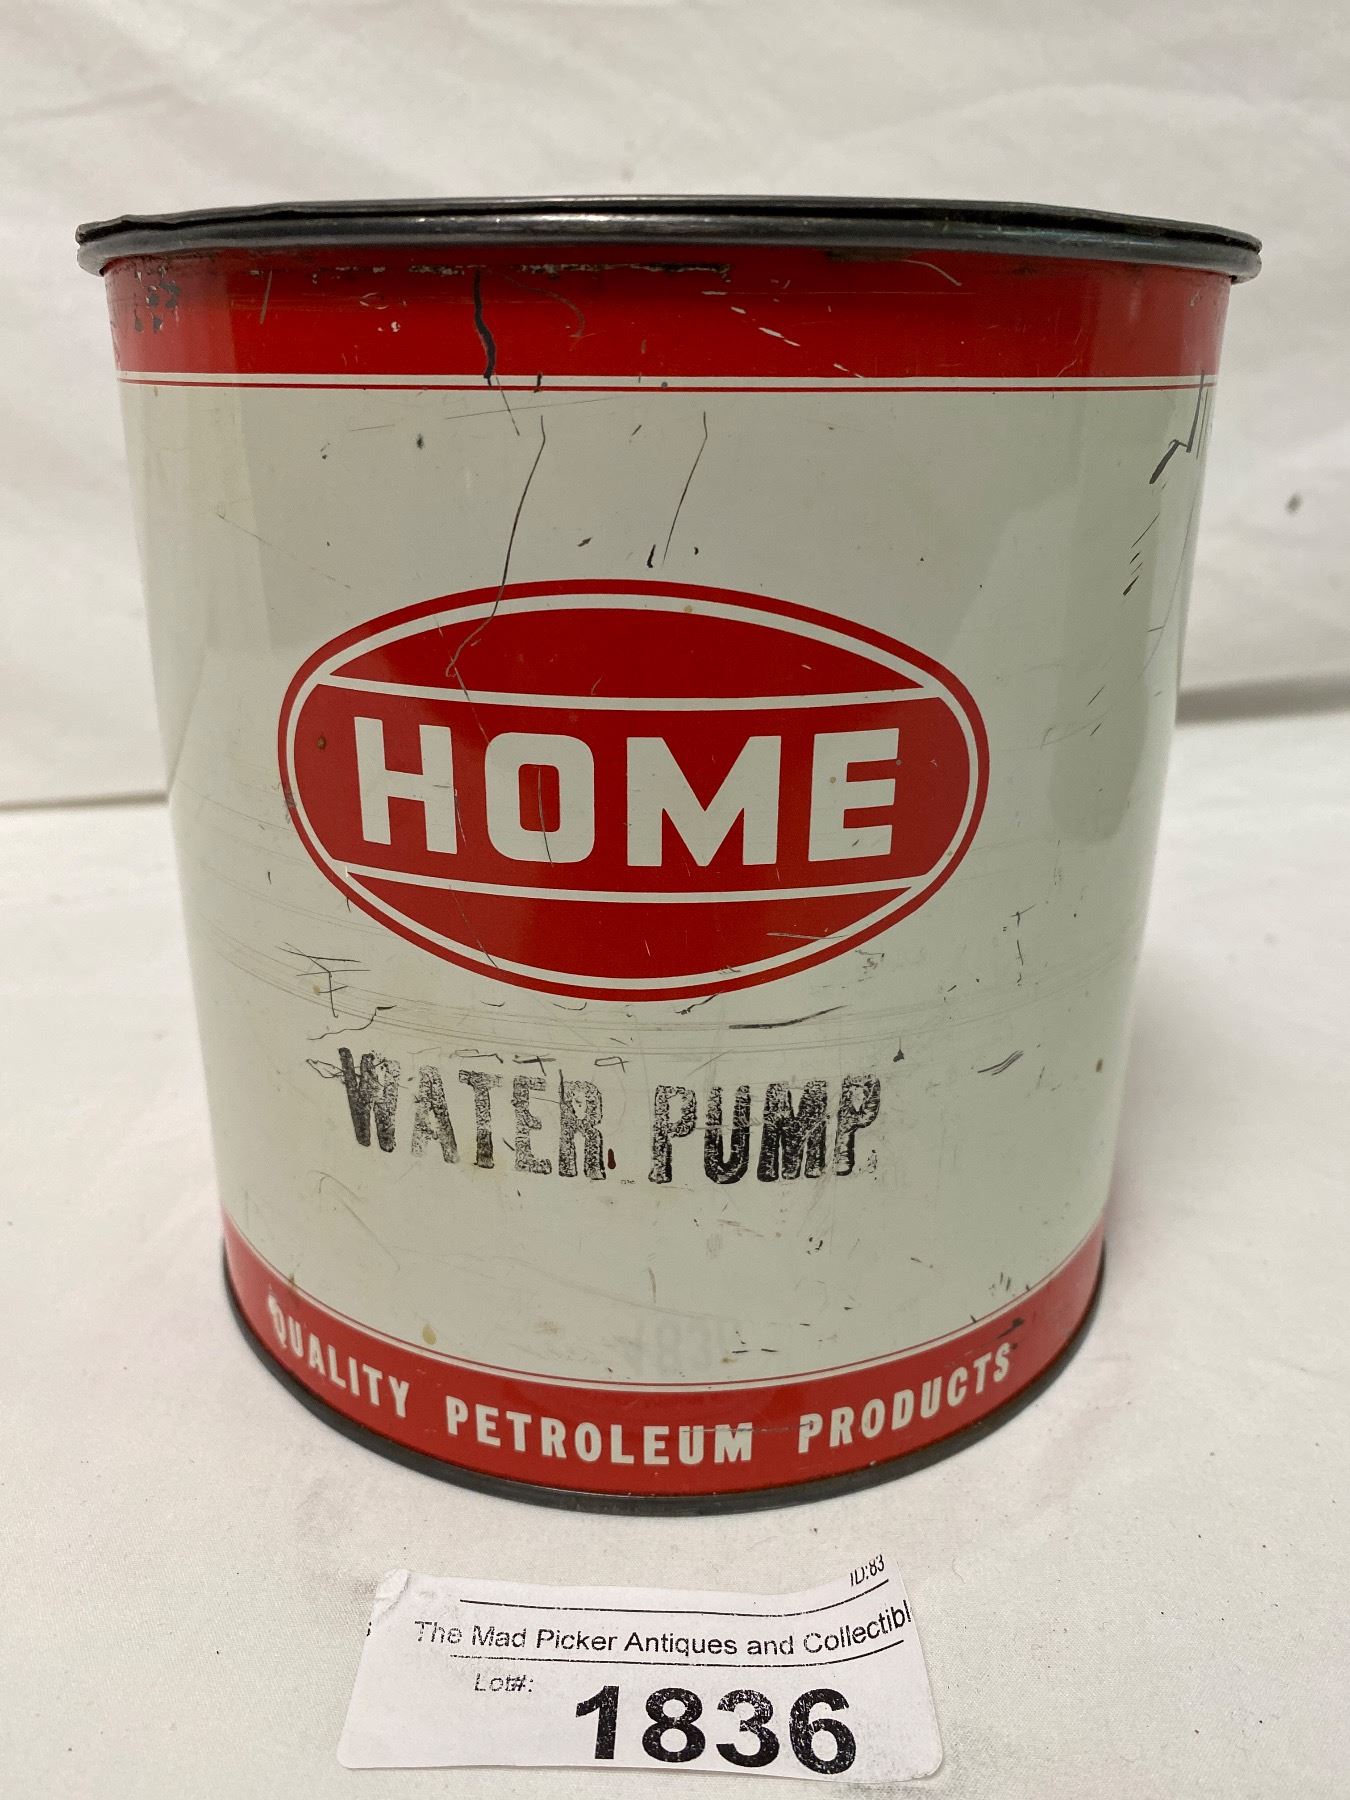 HOME
WATER PUMP
QUALITY PETROLEUM PRODUCTS
ID:83
The Mad Picker Antiques and Collectibl
Lot#:
1836